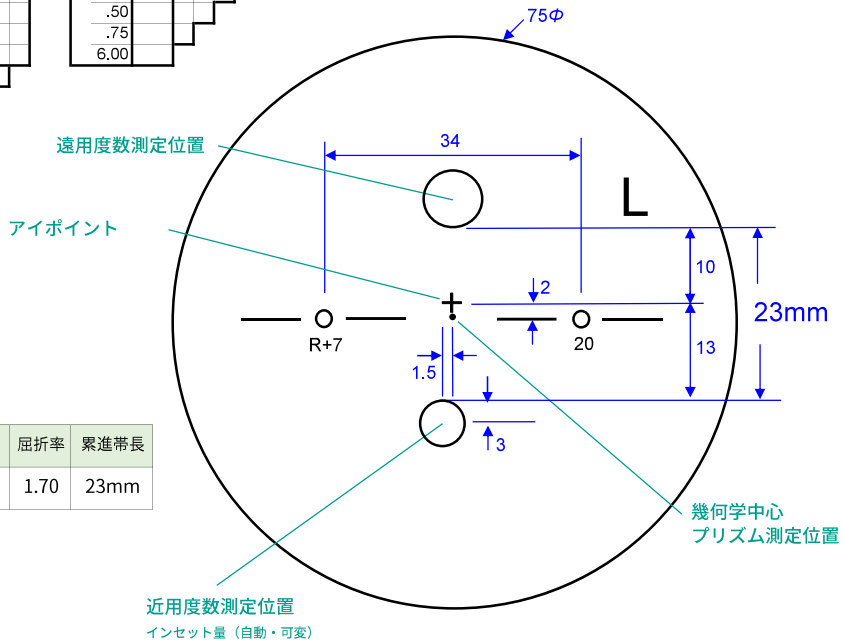 .50
.75
6.00
75Φ
34
遠用度数測定位置
L
アイポイント
10
2
23mm
R+7
20
13
1.5
3
屈折率 累進帯長
1.70 23mm
幾何学中心
プリズム測定位置
近用度数測定位置
インセット量（自動・可変）